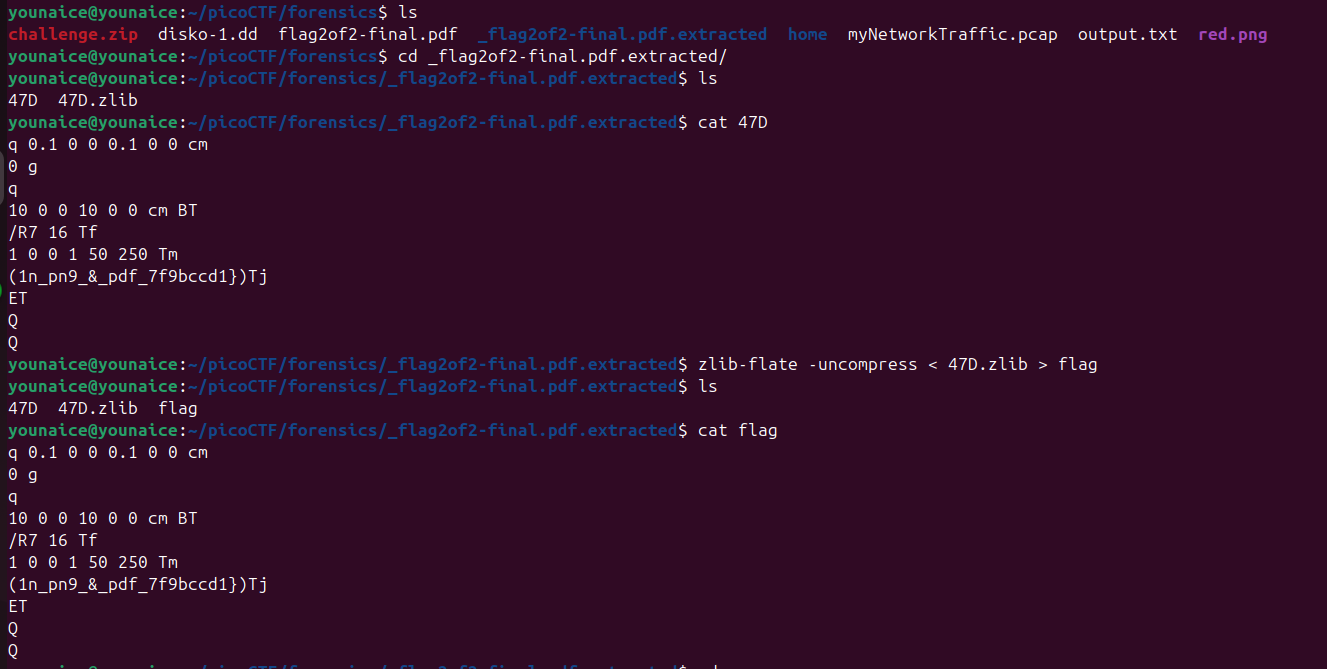 younaice@younaice:~/picoCTF/forensics$ ls
challenge.zip disko-1.dd flag2of2-final.pdf _flag2of2-final.pdf.extracted home myNetworkTraffic.pcap output.txt red.png
younaice@younaice:~/picoCTF/forensics$ cd _flag2of2-final.pdf.extracted/
younaice@younaice:~/picoCTF/forensics/_flag2of2-final.pdf.extracted$ ls
47D 47D.zlib
younaice@younaice:~/picoCTF/forensics/_flag2of2-final.pdf.extracted$ cat 47D
q 0.1 0 0 0.1 0 0 cm
0 g
q
10 0 0 10 0 0 cm BT
/R7 16 Tf
1 0 0 1 50 250 Tm
(1n_pn9_&_pdf_7f9bccd1})Tj
ET
Q
Q
younaice@younaice:~/picoCTF/forensics/_flag2of2-final.pdf.extracted$ zlib-flate -uncompress < 47D.zlib > flag
younaice@younaice:~/picoCTF/forensics/_flag2of2-final.pdf.extracted$ ls
47D 47D.zlib flag
younaice@younaice:~/picoCTF/forensics/_flag2of2-final.pdf.extracted$ cat flag
q 0.1 0 0 0.1 0 0 cm
0 g
q
10 0 0 10 0 0 cm BT
/R7 16 Tf
1 0 0 1 50 250 Tm
(1n_pn9_&_pdf_7f9bccd1})Tj
ET
Q
Q